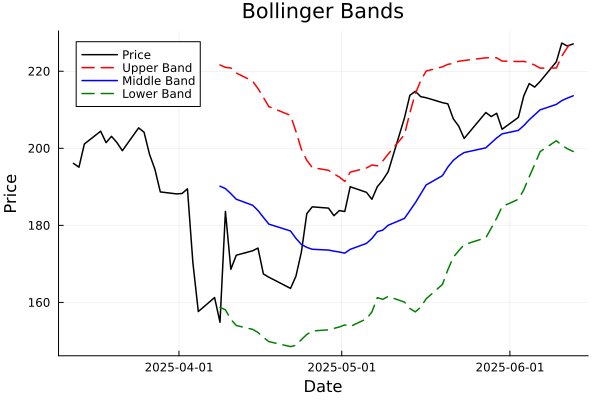 Bollinger Bands
Price
Upper Band
Middle Band
Lower Band
Price
220
200
180
160
2025-04-01
2025-05-01
2025-06-01
Date